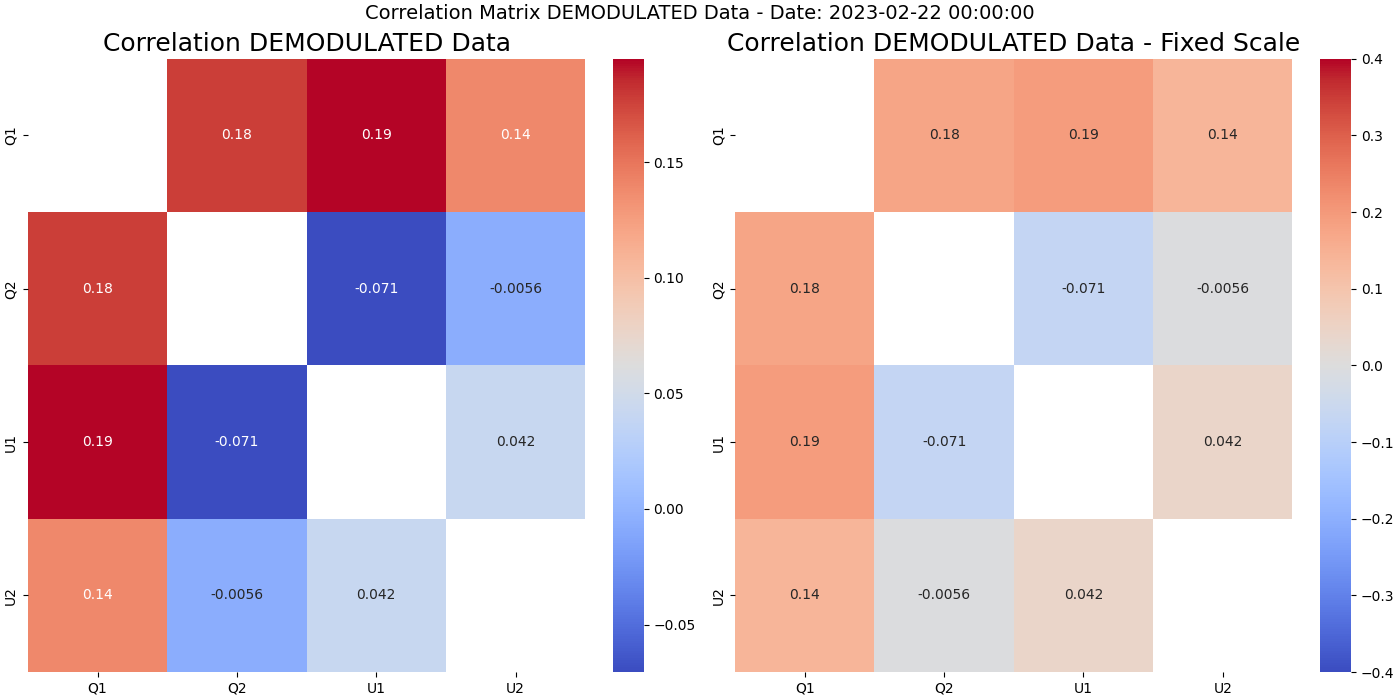 Correlation Matrix DEMODULATED Data - Date: 2023-02-22 00:00:00
Correlation DEMODULATED Data
Q1
0.18 0.19 0.14
Q2
0.18 -0.071 -0.0056
U1
0.19 -0.071 0.042
U2
0.14 -0.0056 0.042
Q1 Q2 U1 U2
0.15
0.10
0.05
0.00
−0.05
Correlation DEMODULATED Data - Fixed Scale
Q1
0.18 0.19 0.14
Q2
0.18 -0.071 -0.0056
U1
0.19 -0.071 0.042
U2
0.14 -0.0056 0.042
Q1 Q2 U1 U2
0.4
0.3
0.2
0.1
0.0
−0.1
−0.2
−0.3
−0.4